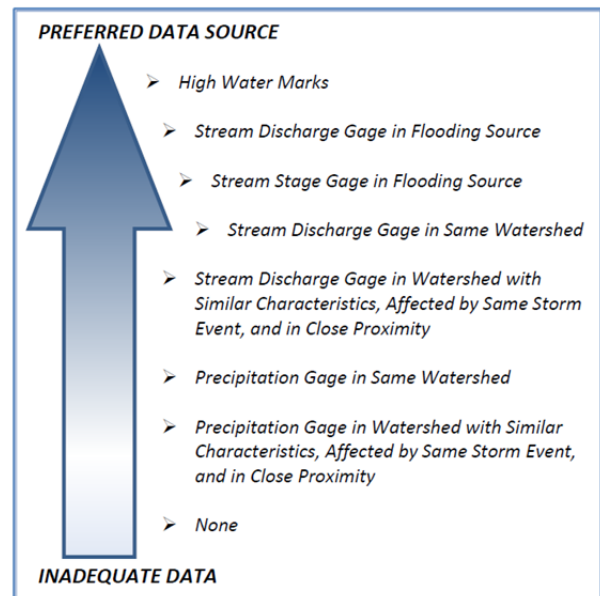 PREFERRED DATA SOURCE
➢ High Water Marks
➢ Stream Discharge Gage in Flooding Source
➢ Stream Stage Gage in Flooding Source
➢ Stream Discharge Gage in Same Watershed
➢ Stream Discharge Gage in Watershed with
Similar Characteristics, Affected by Same Storm
Event, and in Close Proximity
➢ Precipitation Gage in Same Watershed
➢ Precipitation Gage in Watershed with Similar
Characteristics, Affected by Same Storm Event,
and in Close Proximity
➢ None
INADEQUATE DATA